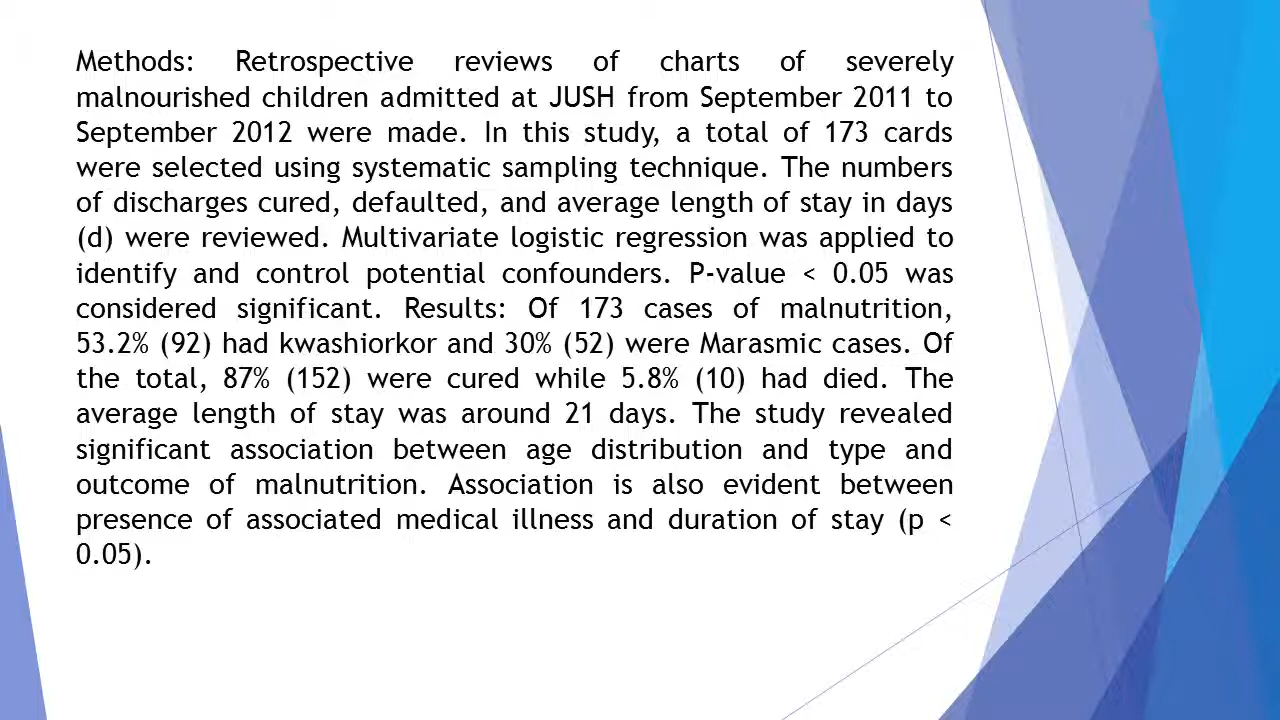 Methods: Retrospective reviews of charts of severely
malnourished children admitted at JUSH from September 2011 to
September 2012 were made. In this study, a total of 173 cards
were selected using systematic sampling technique. The numbers
of discharges cured, defaulted, and average length of stay in days
(d) were reviewed. Multivariate logistic regression was applied to
identify and control potential confounders. P-value < 0.05 was
considered significant. Results: Of 173 cases of malnutrition,
53.2% (92) had kwashiorkor and 30% (52) were Marasmic cases. Of
the total, 87% (152) were cured while 5.8% (10) had died. The
average length of stay was around 21 days. The study revealed
significant association between age distribution and type and
outcome of malnutrition. Association is also evident between
presence of associated medical illness and duration of stay (p <
0.05).